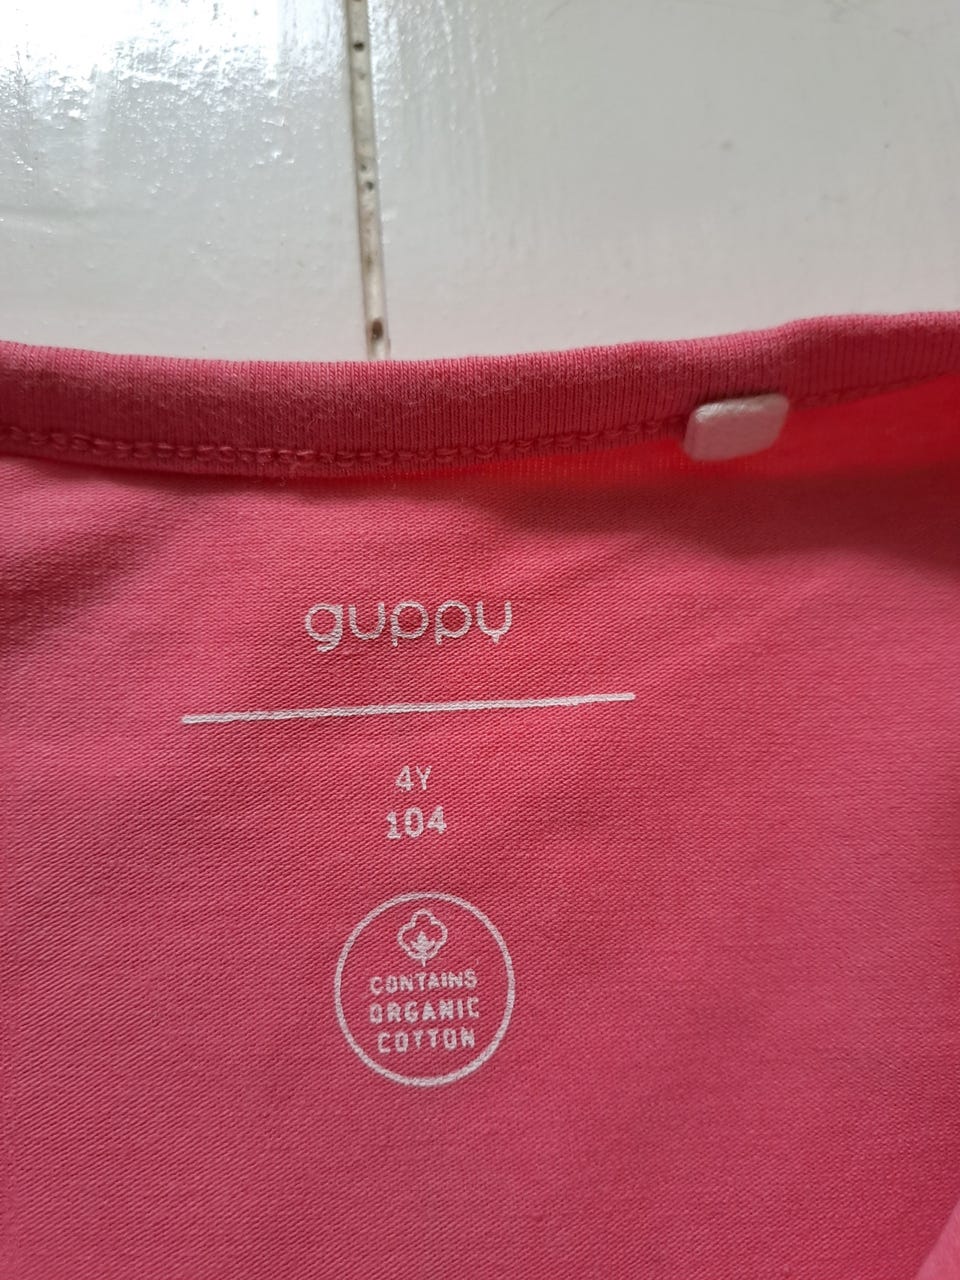 guppy
4Y
104
CONTAINS
ORGANIC
COTTON